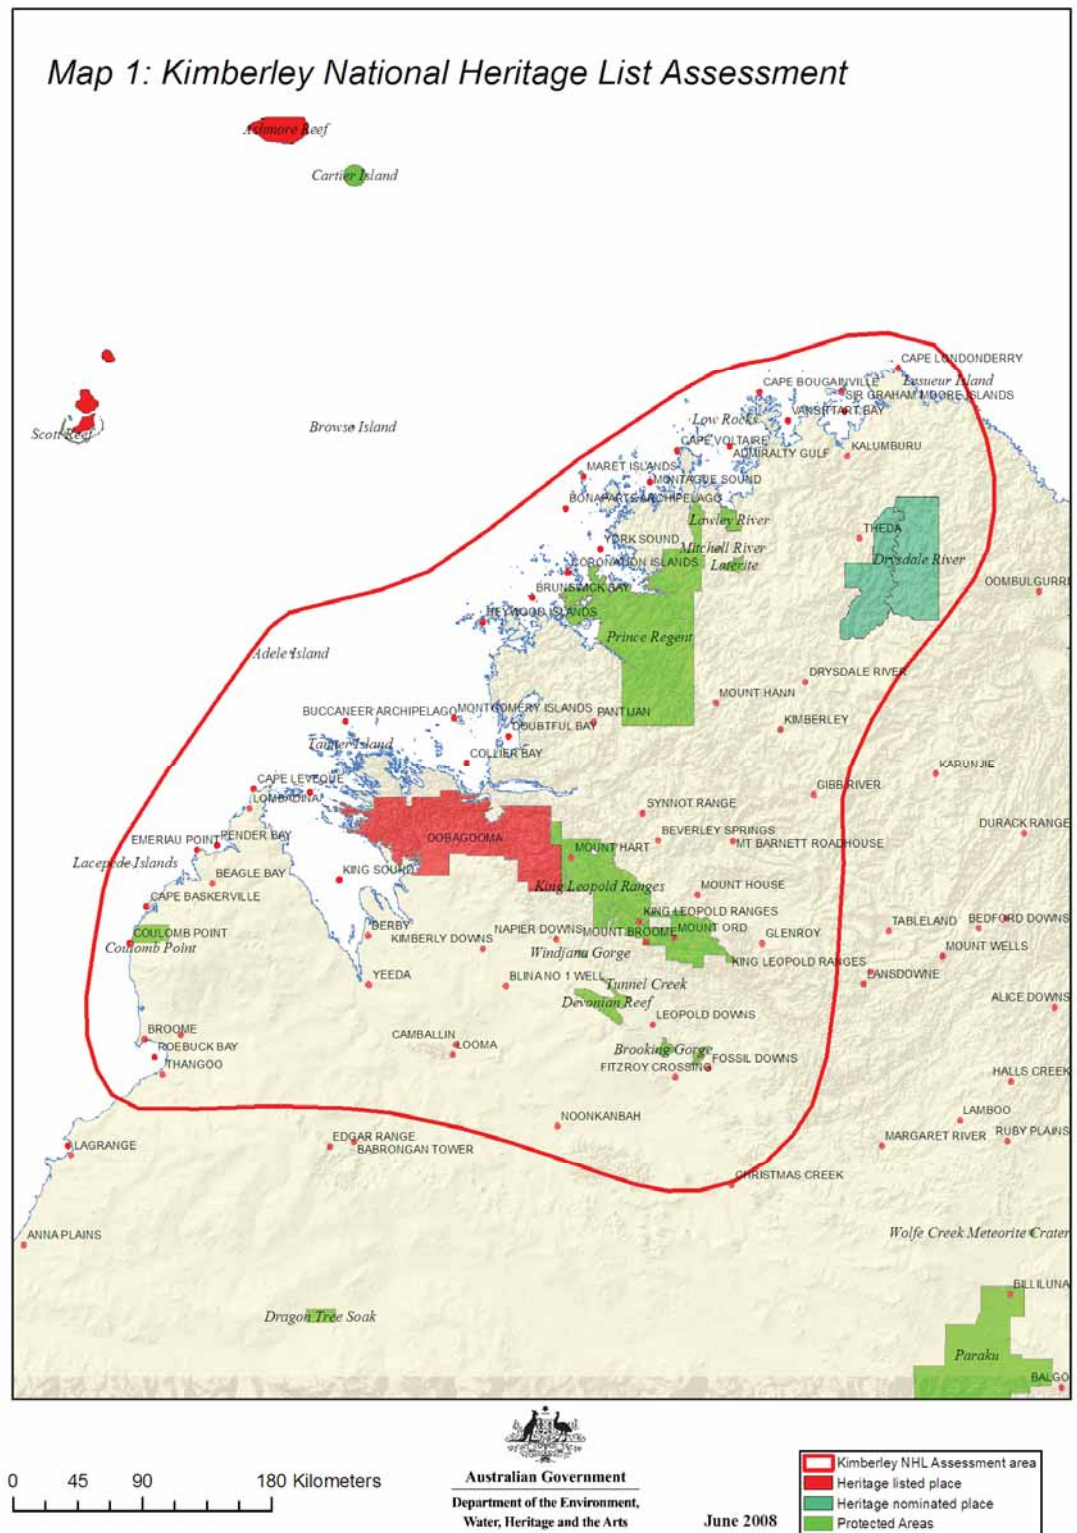 Map 1: Kimberley National Heritage List Assessment
Ashmore Reef
Cartier Island
CAPE LONDONDERRY
CAPE BOUGAINVILLE
Lesueur Island
SIR GRAHAM MOORE ISLANDS
VANSITTART BAY
Low Rocks
Scott Reef
Browse Island
CAPE VOLTAIRE
ADMIRALTY GULF
KALUMBURU
MARET ISLANDS
MONTAGUE SOUND
BONAPARTE ARCHIPELAGO
Lawley River
THEDA
YORK SOUND
Mitchell River
CORONATION ISLANDS
Laterite
Drysdale River
OOMBULGURRI
BRUNSWICK BAY
HEYWOOD ISLANDS
Prince Regent
Adele Island
DRYSDALE RIVER
MOUNT HANN
BUCCANEER ARCHIPELAGO
MONTGOMERY ISLANDS
PANTIJAN
KIMBERLEY
DOUBTFUL BAY
Tanner Island
COLLIER BAY
KARUNJIE
CAPE LEVEQUE
GIBB RIVER
LOMBADINA
SYNNOT RANGE
DURACK RANGE
EMERIAU POINT
PENDER BAY
OOBAGOOMA
BEVERLEY SPRINGS
MT BARNETT ROADHOUSE
MOUNT HART
Lacepede Islands
KING SOUND
BEAGLE BAY
King Leopold Ranges
MOUNT HOUSE
CAPE BASKERVILLE
KING LEOPOLD RANGES
TABLELAND
BEDFORD DOWNS
COULOMB POINT
DERBY
KIMBERLY DOWNS
NAPIER DOWNS
MOUNT BROOME
MOUNT ORD
GLENROY
Coulomb Point
Windjana Gorge
MOUNT WELLS
KING LEOPOLD RANGES
YEEDA
BLINA NO 1 WELL
Tunnel Creek
LANSDOWNE
Devonian Reef
ALICE DOWNS
LEOPOLD DOWNS
BROOME
CAMBALLIN
LOOMA
ROEBUCK BAY
Brooking Gorge
FOSSIL DOWNS
THANGOO
FITZROY CROSSING
HALLS CREEK
NOONKANBAH
LAMBOO
EDGAR RANGE
MARGARET RIVER
RUBY PLAINS
LAGRANGE
BABRONGAN TOWER
CHRISTMAS CREEK
ANNA PLAINS
Wolfe Creek Meteorite Crater
BILLILUNA
Dragon Tree Soak
Paraku
BALGO
0 45 90 180 Kilometers
Australian Government
Department of the Environment,
Water, Heritage and the Arts
June 2008
Kimberley NHL Assessment area
Heritage listed place
Heritage nominated place
Protected Areas